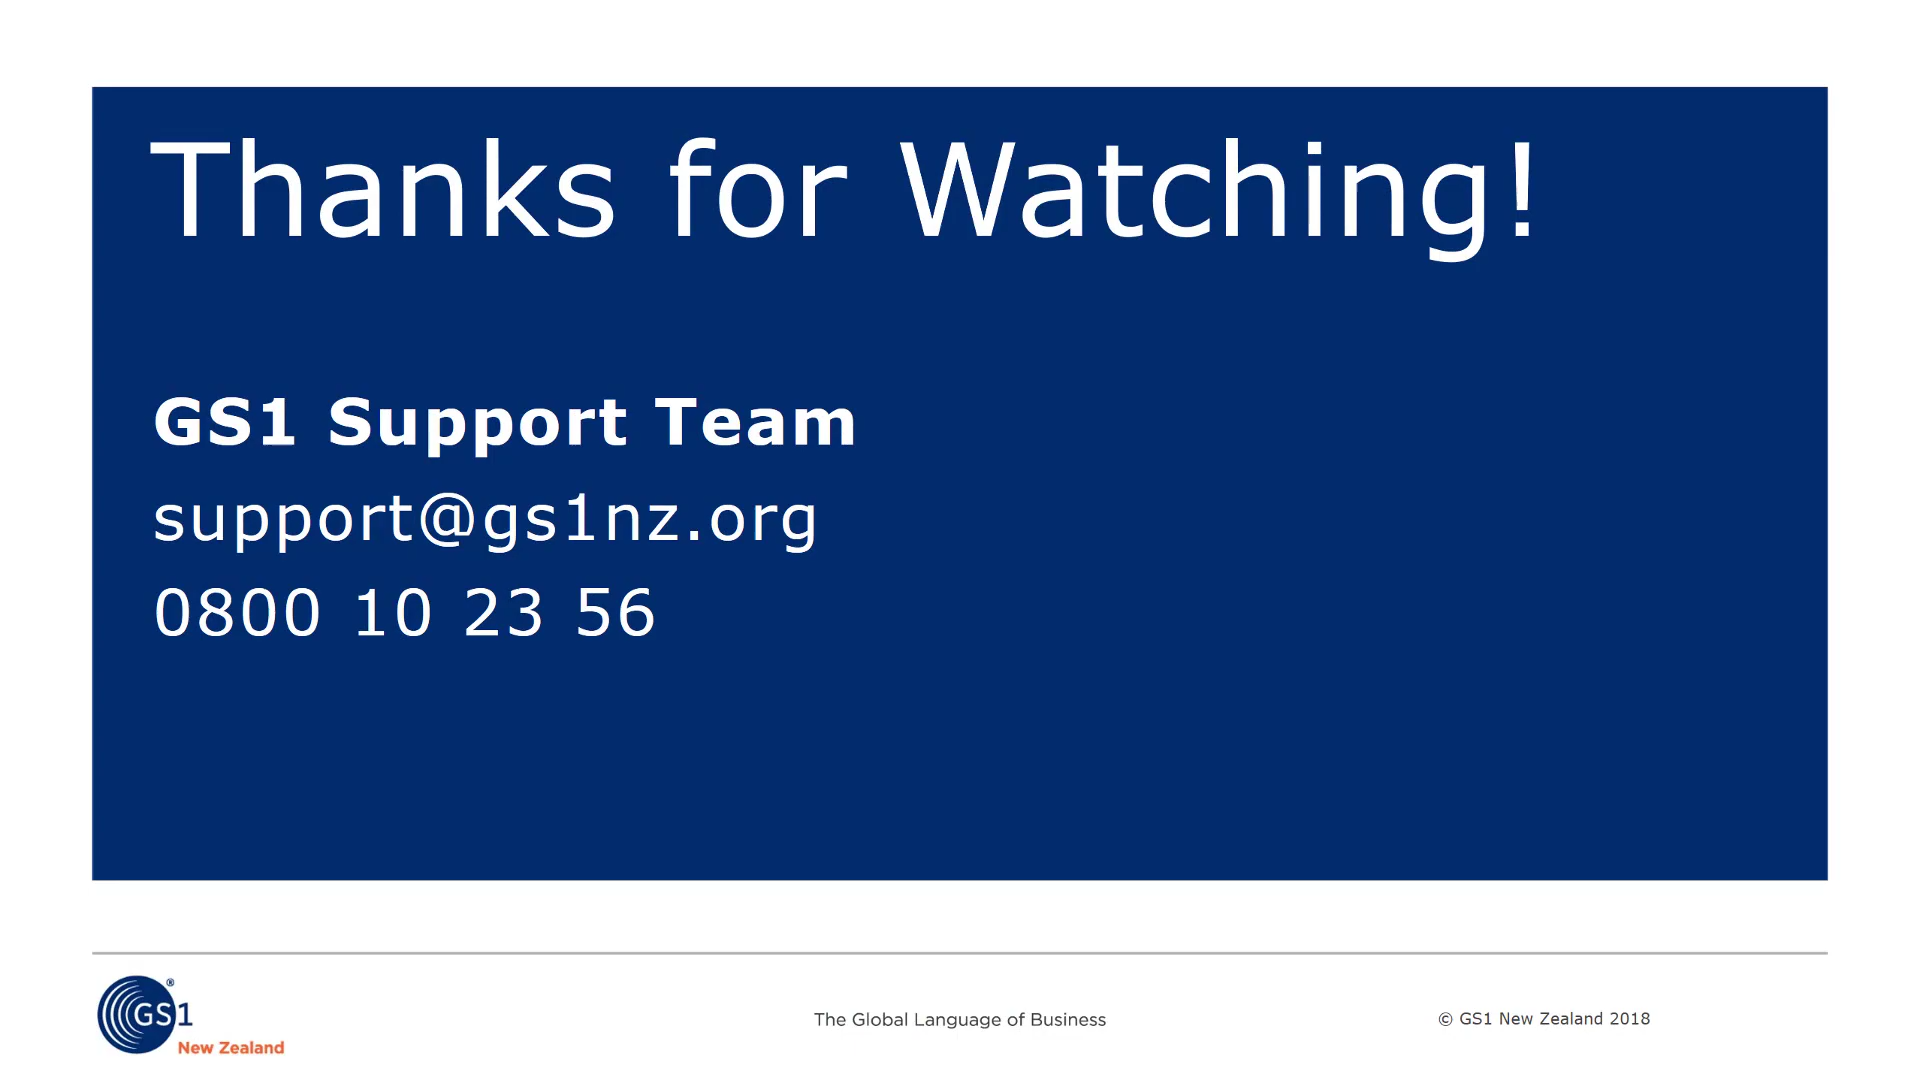 Thanks for Watching!
GS1 Support Team
support@gs1nz.org
0800 10 23 56
GS1®
New Zealand
The Global Language of Business
© GS1 New Zealand 2018